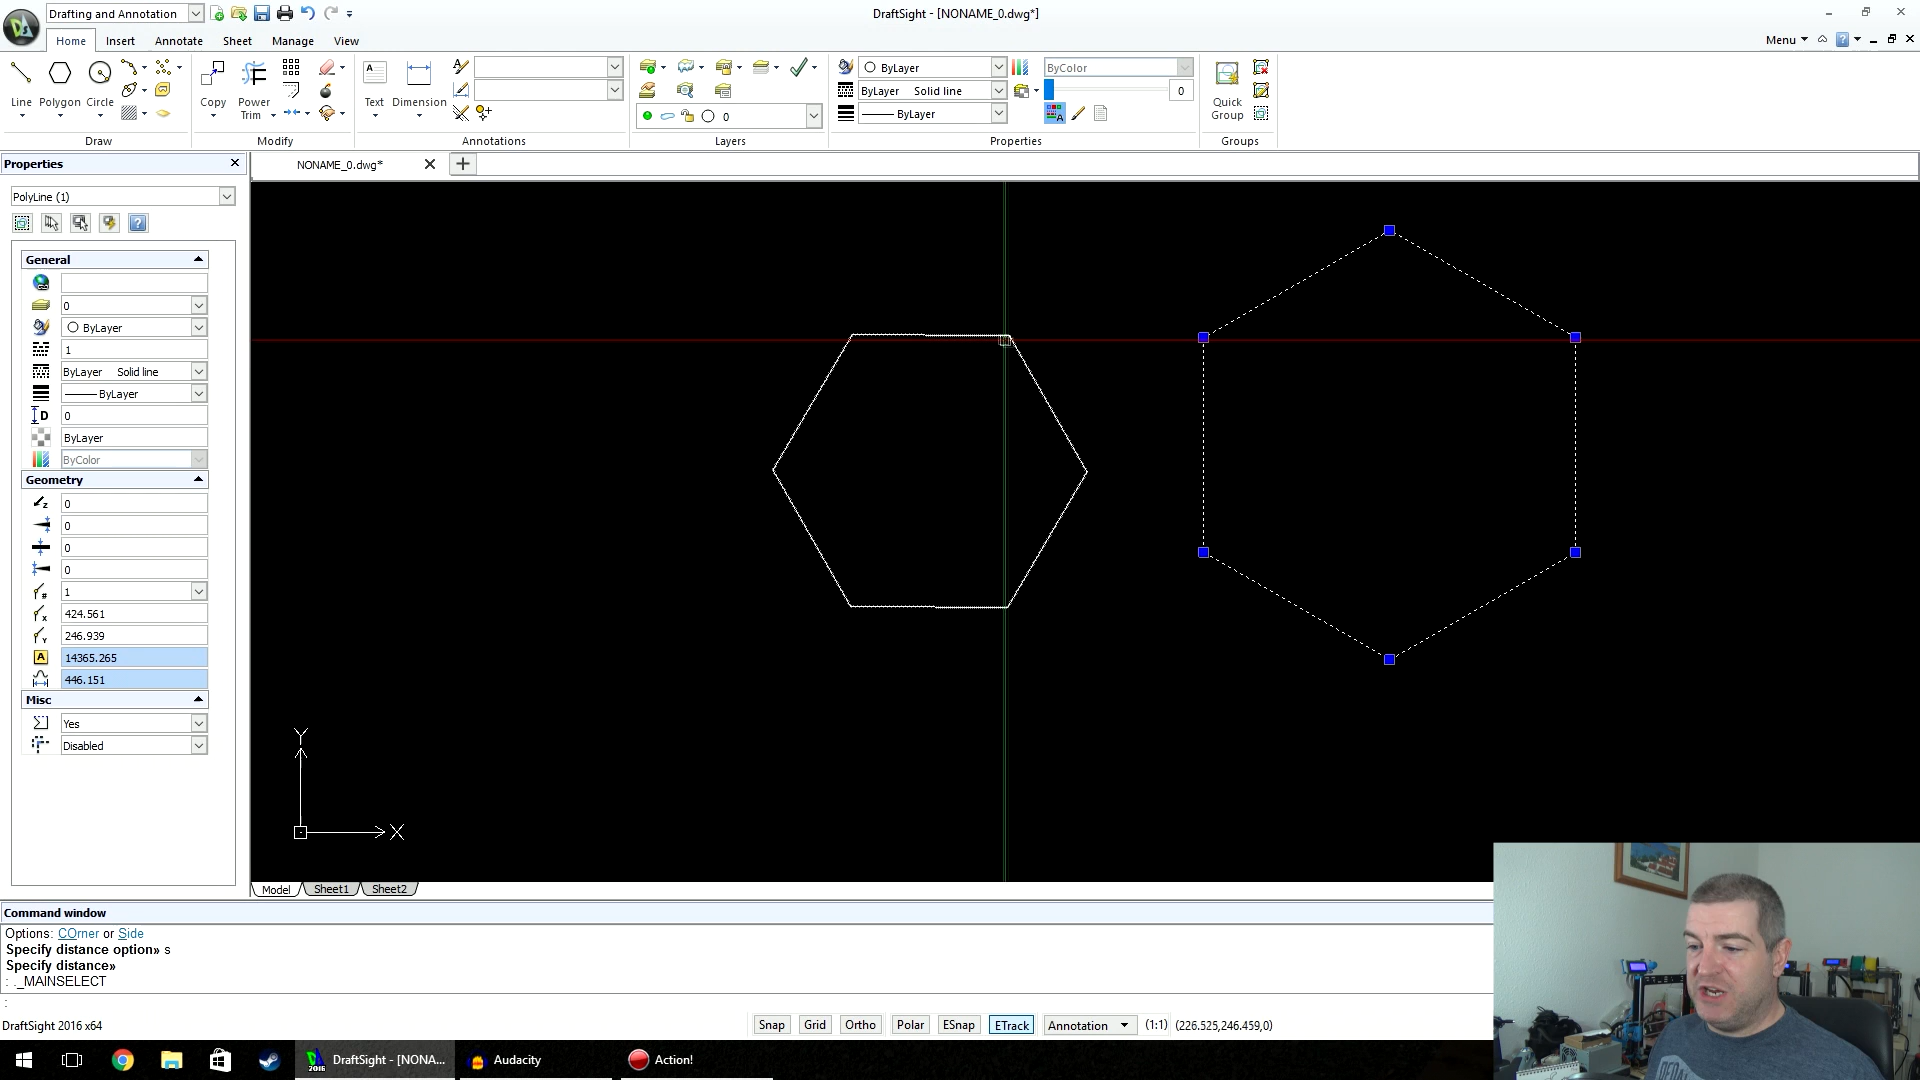 Drafting and Annotation
DraftSight - [NONAME_0.dwg*]
Home Insert Annotate Sheet Manage View
Menu
Line Polygon Circle
Draw
Copy Power Trim
Modify
Text Dimension
Annotations
0
Layers
ByLayer
ByLayer Solid line
ByLayer
ByColor
0
Properties
Quick Group
Groups
Properties
NONAME_0.dwg*
PolyLine (1)
General
0
ByLayer
1
ByLayer Solid line
ByLayer
D 0
ByLayer
ByColor
Geometry
0
0
0
0
1
424.561
246.939
A 14365.265
446.151
Misc
Yes
Disabled
Y
X
Model Sheet1 Sheet2
Command window
Options: COrner or Side
Specify distance option» s
Specify distance»
: ._MAINSELECT
:
DraftSight 2016 x64
Snap Grid Ortho Polar ESnap ETrack Annotation (1:1) (226.525,246.459,0)
DraftSight - [NONA... Audacity Action!